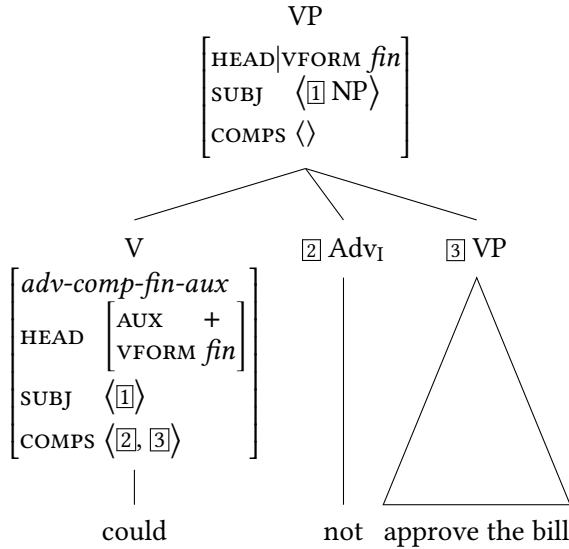 VP
HEAD|VFORM fin
SUBJ ⟨1 NP⟩
COMPS ⟨⟩
V 2 AdvI 3 VP
adv-comp-fin-aux
HEAD AUX +
VFORM fin
SUBJ ⟨1⟩
COMPS ⟨2, 3⟩
could not approve the bill